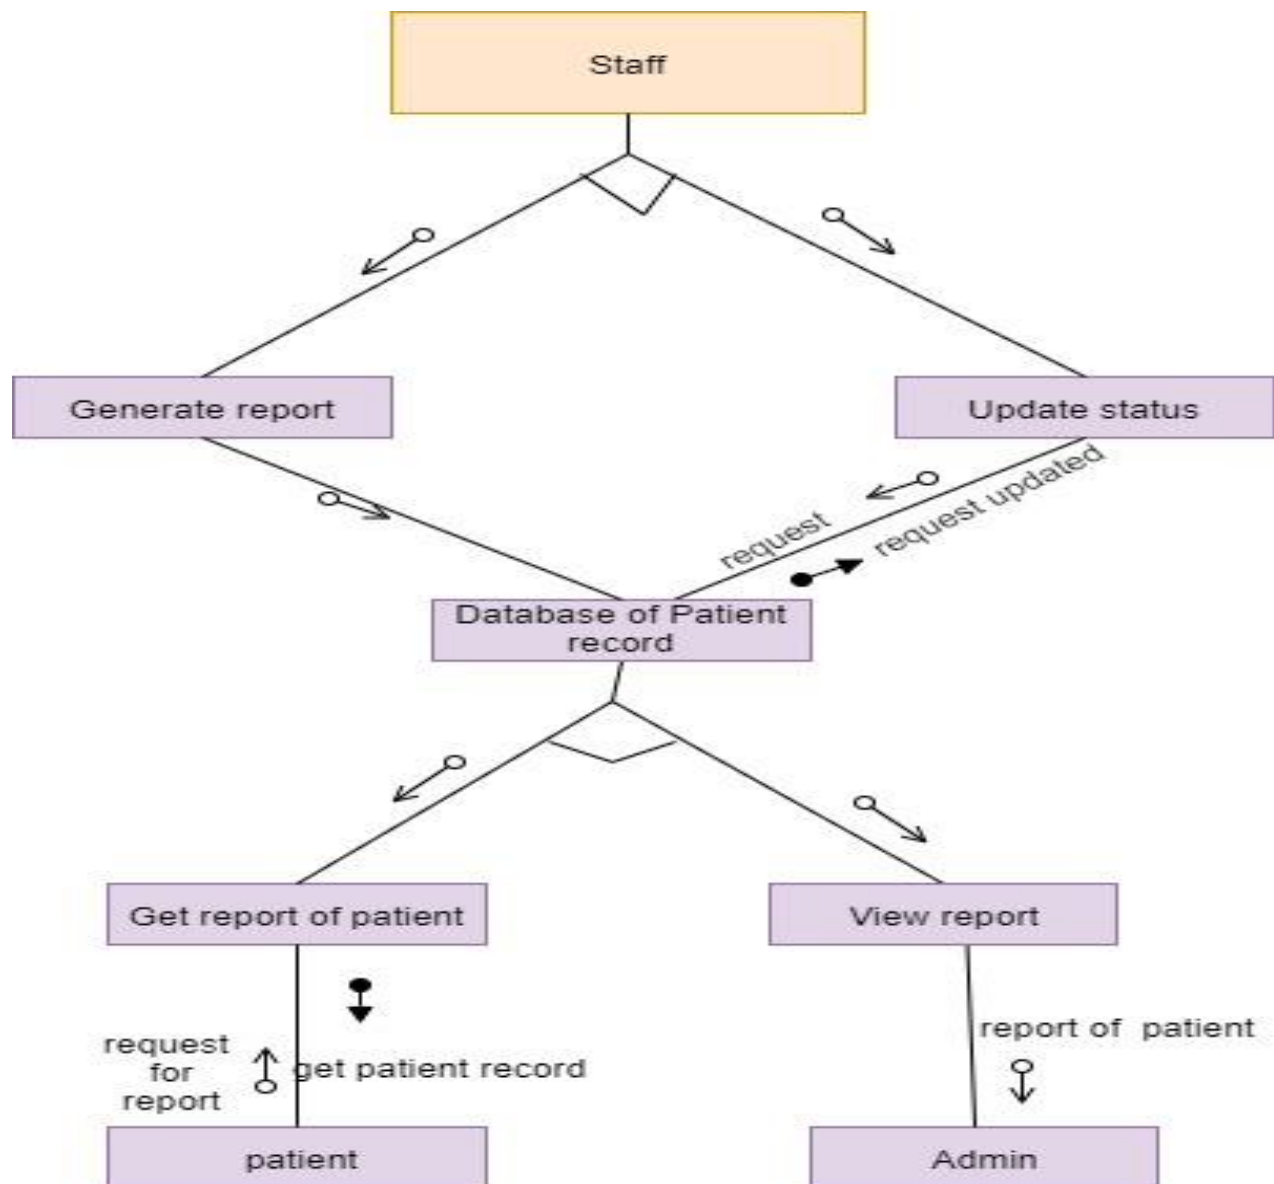 Staff
Generate report
Update status
request
request updated
Database of Patient
record
Get report of patient
View report
request
for
report
get patient record
report of  patient
patient
Admin